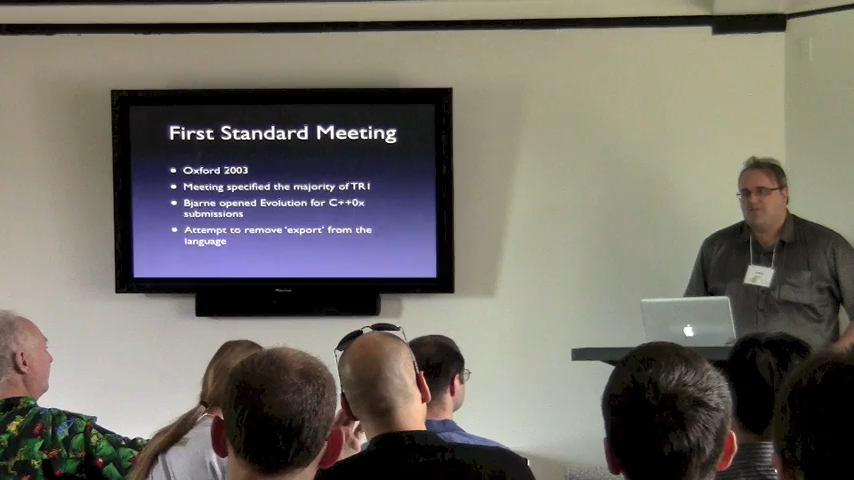 First Standard Meeting
Oxford 2003
Meeting specified the majority of TR1
Bjarne opened Evolution for C++0x
submissions
Attempt to remove 'export' from the
language